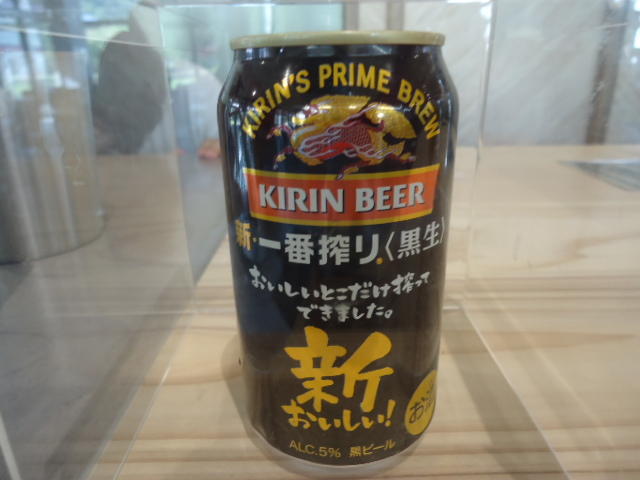 KIRIN'S PRIME BREW
KIRIN BEER
新・一番搾り〈黒生〉
おいしいとこだけ搾って
できました。
新
おいしい!
ALC.5% 黒ビール
お酒